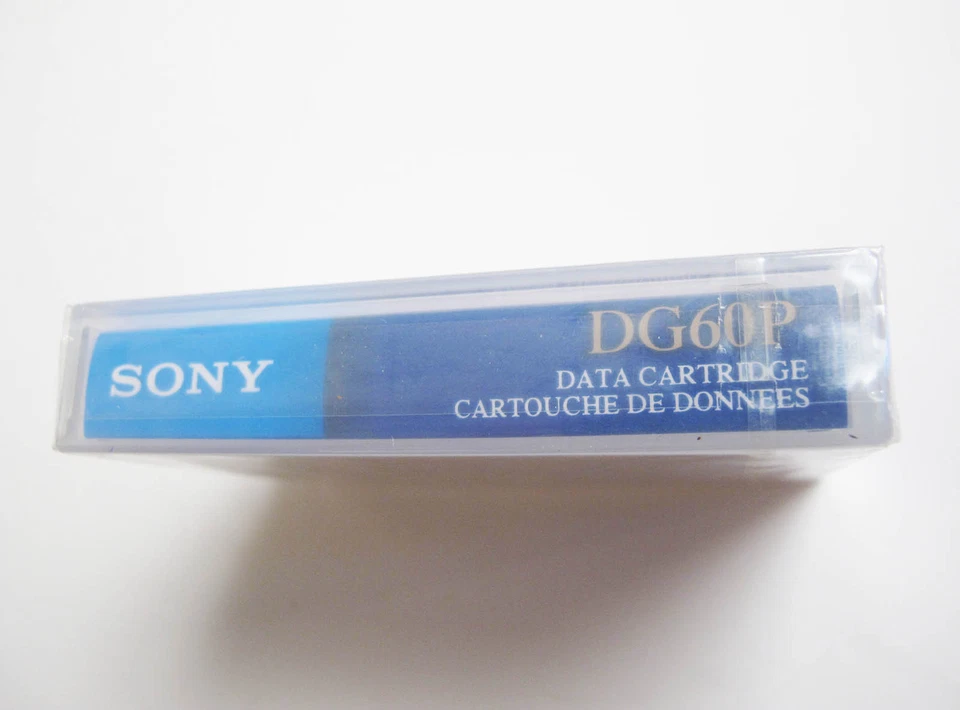 SONY
DG60P
DATA CARTRIDGE
CARTOUCHE DE DONNEES